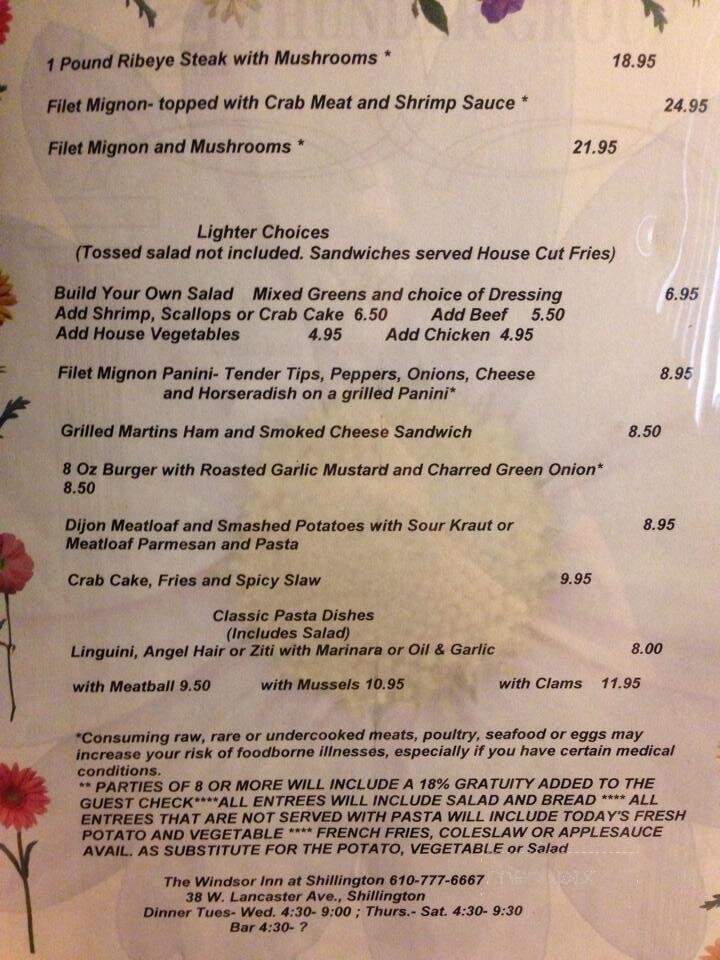 1 Pound Ribeye Steak with Mushrooms * 18.95
Filet Mignon- topped with Crab Meat and Shrimp Sauce * 24.95
Filet Mignon and Mushrooms * 21.95
Lighter Choices
(Tossed salad not included. Sandwiches served House Cut Fries)
Build Your Own Salad Mixed Greens and choice of Dressing 6.95
Add Shrimp, Scallops or Crab Cake 6.50 Add Beef 5.50
Add House Vegetables 4.95 Add Chicken 4.95
Filet Mignon Panini- Tender Tips, Peppers, Onions, Cheese 8.95
and Horseradish on a grilled Panini*
Grilled Martins Ham and Smoked Cheese Sandwich 8.50
8 Oz Burger with Roasted Garlic Mustard and Charred Green Onion*
8.50
Dijon Meatloaf and Smashed Potatoes with Sour Kraut or 8.95
Meatloaf Parmesan and Pasta
Crab Cake, Fries and Spicy Slaw 9.95
Classic Pasta Dishes
(Includes Salad)
Linguini, Angel Hair or Ziti with Marinara or Oil & Garlic 8.00
with Meatball 9.50 with Mussels 10.95 with Clams 11.95
*Consuming raw, rare or undercooked meats, poultry, seafood or eggs may
increase your risk of foodborne illnesses, especially if you have certain medical
conditions.
** PARTIES OF 8 OR MORE WILL INCLUDE A 18% GRATUITY ADDED TO THE
GUEST CHECK****ALL ENTREES WILL INCLUDE SALAD AND BREAD **** ALL
ENTREES THAT ARE NOT SERVED WITH PASTA WILL INCLUDE TODAY'S FRESH
POTATO AND VEGETABLE **** FRENCH FRIES, COLESLAW OR APPLESAUCE
AVAIL. AS SUBSTITUTE FOR THE POTATO, VEGETABLE or Salad
The Windsor Inn at Shillington 610-777-6667
38 W. Lancaster Ave., Shillington
Dinner Tues- Wed. 4:30- 9:00 ; Thurs.- Sat. 4:30- 9:30
Bar 4:30- ?